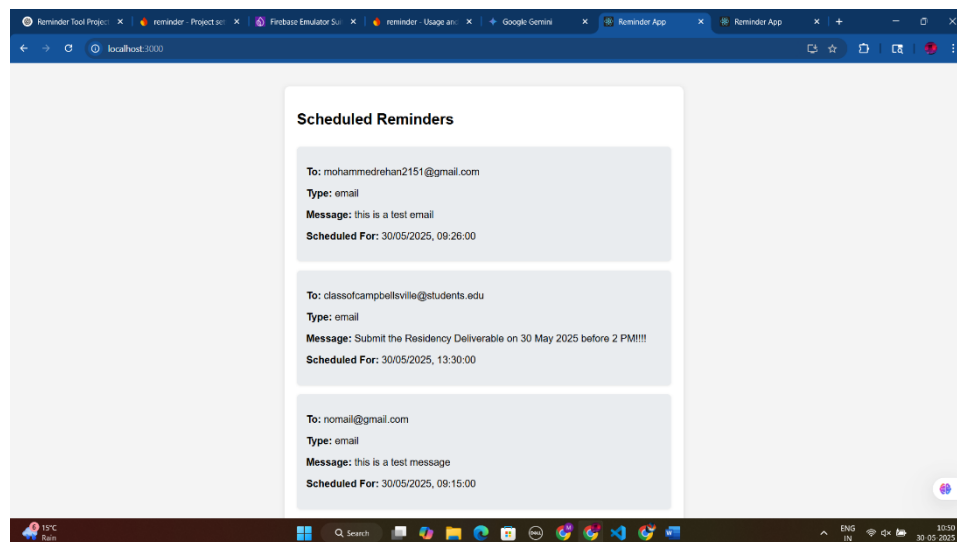 Reminder Tool Project
reminder - Project set
Firebase Emulator Sui
reminder - Usage and
Google Gemini
Reminder App
Reminder App
localhost:3000
Scheduled Reminders
To: mohammedrehan2151@gmail.com
Type: email
Message: this is a test email
Scheduled For: 30/05/2025, 09:26:00
To: classofcampbellsville@students.edu
Type: email
Message: Submit the Residency Deliverable on 30 May 2025 before 2 PM!!!!
Scheduled For: 30/05/2025, 13:30:00
To: nomail@gmail.com
Type: email
Message: this is a test message
Scheduled For: 30/05/2025, 09:15:00
15°C
Rain
Search
ENG
IN
10:50
30-05-2025